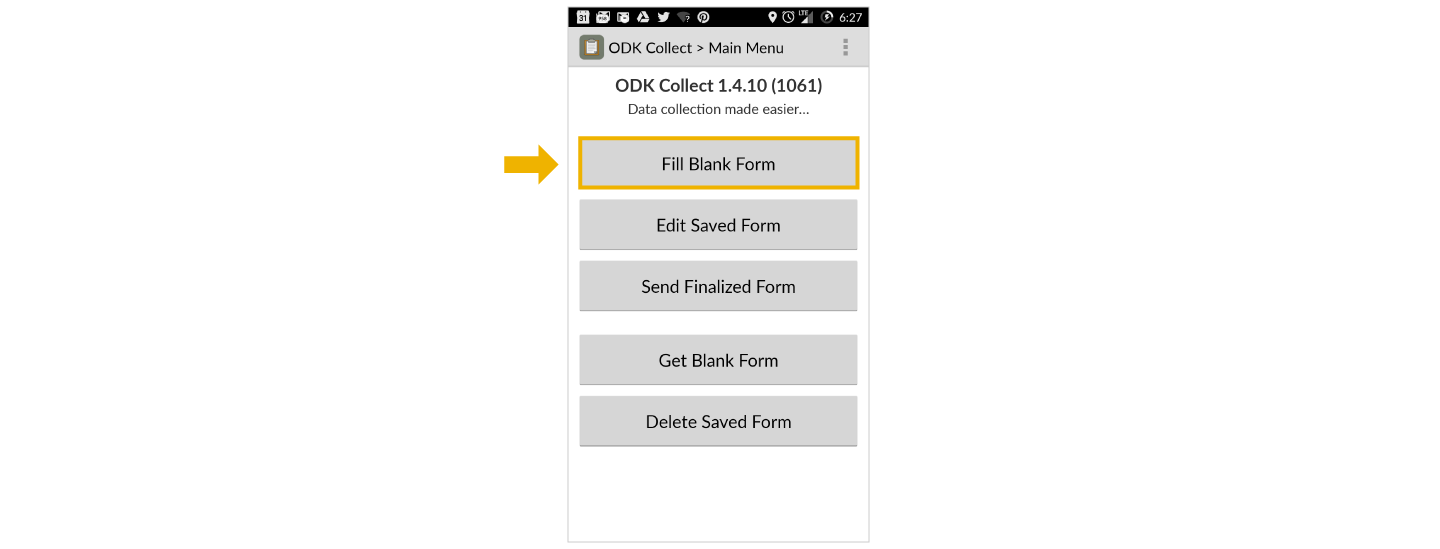 31 LTE 6:27
ODK Collect > Main Menu
ODK Collect 1.4.10 (1061)
Data collection made easier...
Fill Blank Form
Edit Saved Form
Send Finalized Form
Get Blank Form
Delete Saved Form